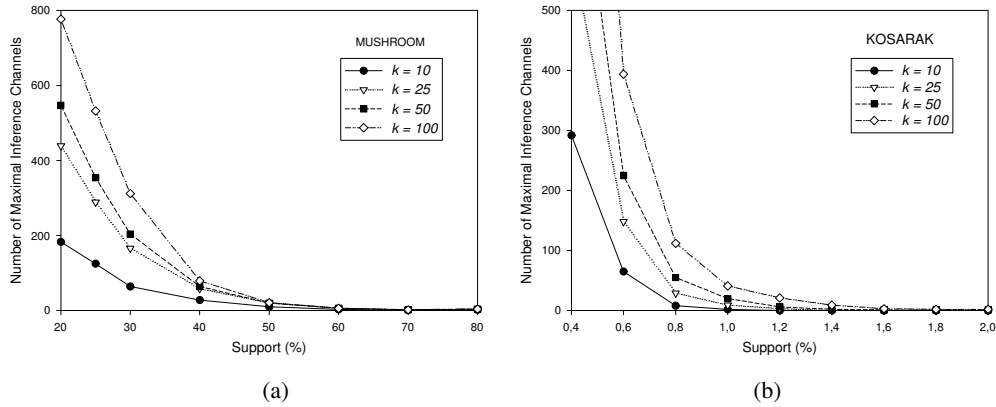 MUSHROOM
k = 10
k = 25
k = 50
k = 100
Number of Maximal Inference Channels
800
600
400
200
0
20 30 40 50 60 70 80
Support (%)
(a)
KOSARAK
k = 10
k = 25
k = 50
k = 100
Number of Maximal Inference Channels
500
400
300
200
100
0
0,4 0,6 0,8 1,0 1,2 1,4 1,6 1,8 2,0
Support (%)
(b)